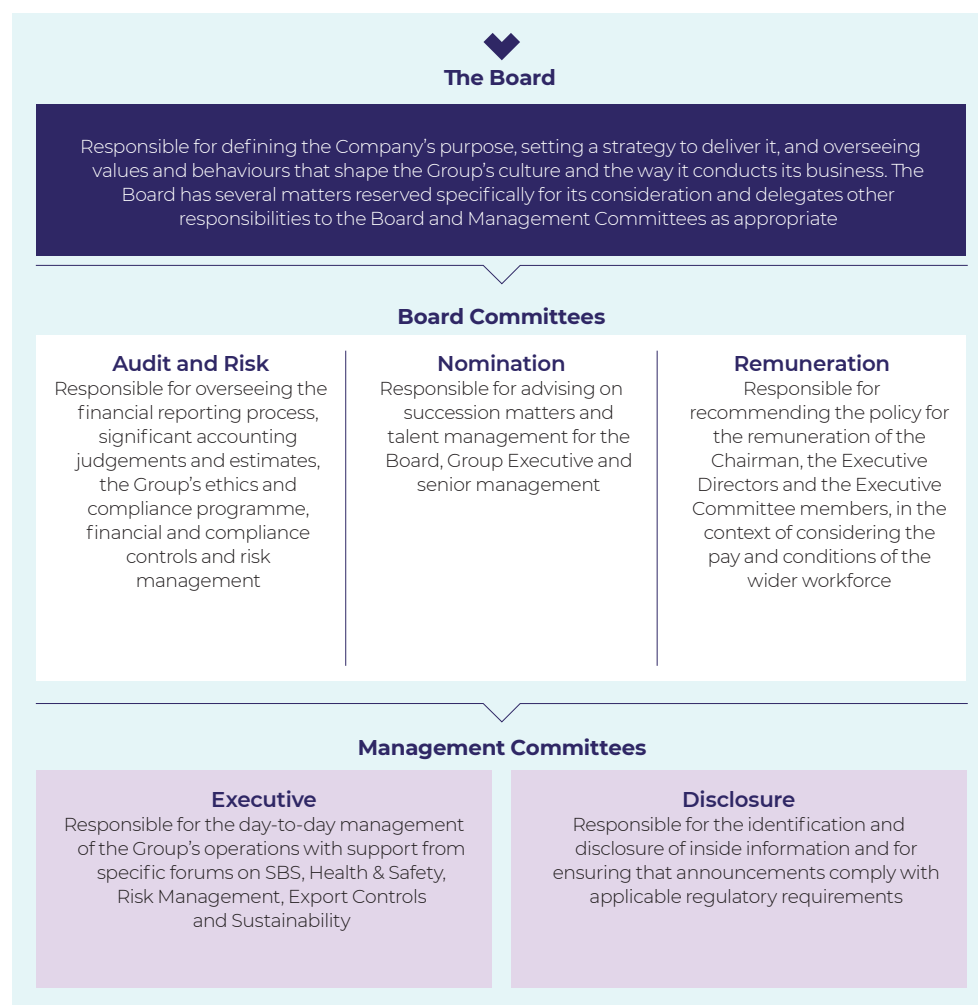 The Board
Responsible for defining the Company’s purpose, setting a strategy to deliver it, and overseeing
values and behaviours that shape the Group’s culture and the way it conducts its business. The
Board has several matters reserved specifically for its consideration and delegates other
responsibilities to the Board and Management Committees as appropriate
Board Committees
Audit and Risk
Responsible for overseeing the
financial reporting process,
significant accounting
judgements and estimates,
the Group’s ethics and
compliance programme,
financial and compliance
controls and risk
management
Nomination
Responsible for advising on
succession matters and
talent management for the
Board, Group Executive and
senior management
Remuneration
Responsible for
recommending the policy for
the remuneration of the
Chairman, the Executive
Directors and the Executive
Committee members, in the
context of considering the
pay and conditions of the
wider workforce
Management Committees
Executive
Responsible for the day-to-day management
of the Group’s operations with support from
specific forums on SBS, Health & Safety,
Risk Management, Export Controls
and Sustainability
Disclosure
Responsible for the identification and
disclosure of inside information and for
ensuring that announcements comply with
applicable regulatory requirements